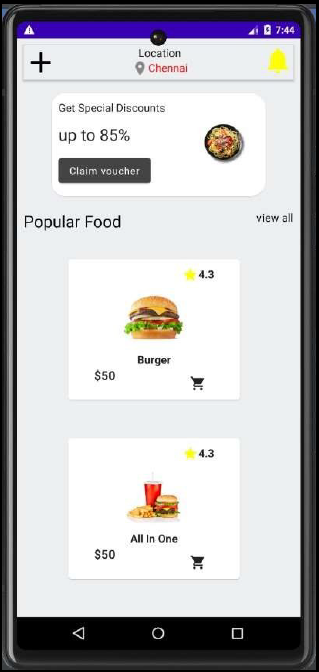 7:44
Location
Chennai
Get Special Discounts
up to 85%
Claim voucher
Popular Food
view all
4.3
Burger
$50
4.3
All In One
$50